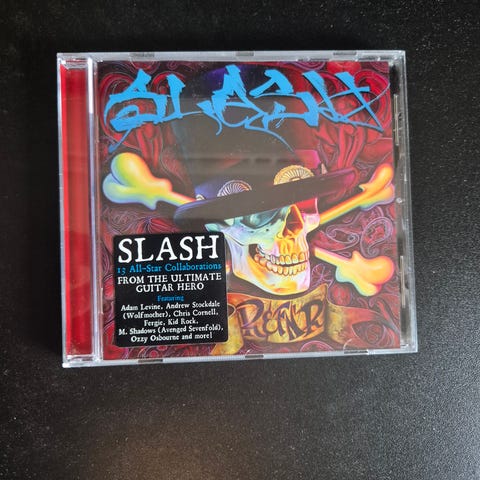 SLASH
SLASH
13 All-Star Collaborations
FROM THE ULTIMATE
GUITAR HERO
Featuring
Adam Levine, Andrew Stockdale
(Wolfmother), Chris Cornell,
Fergie, Kid Rock,
M. Shadows (Avenged Sevenfold),
Ozzy Osbourne and more!